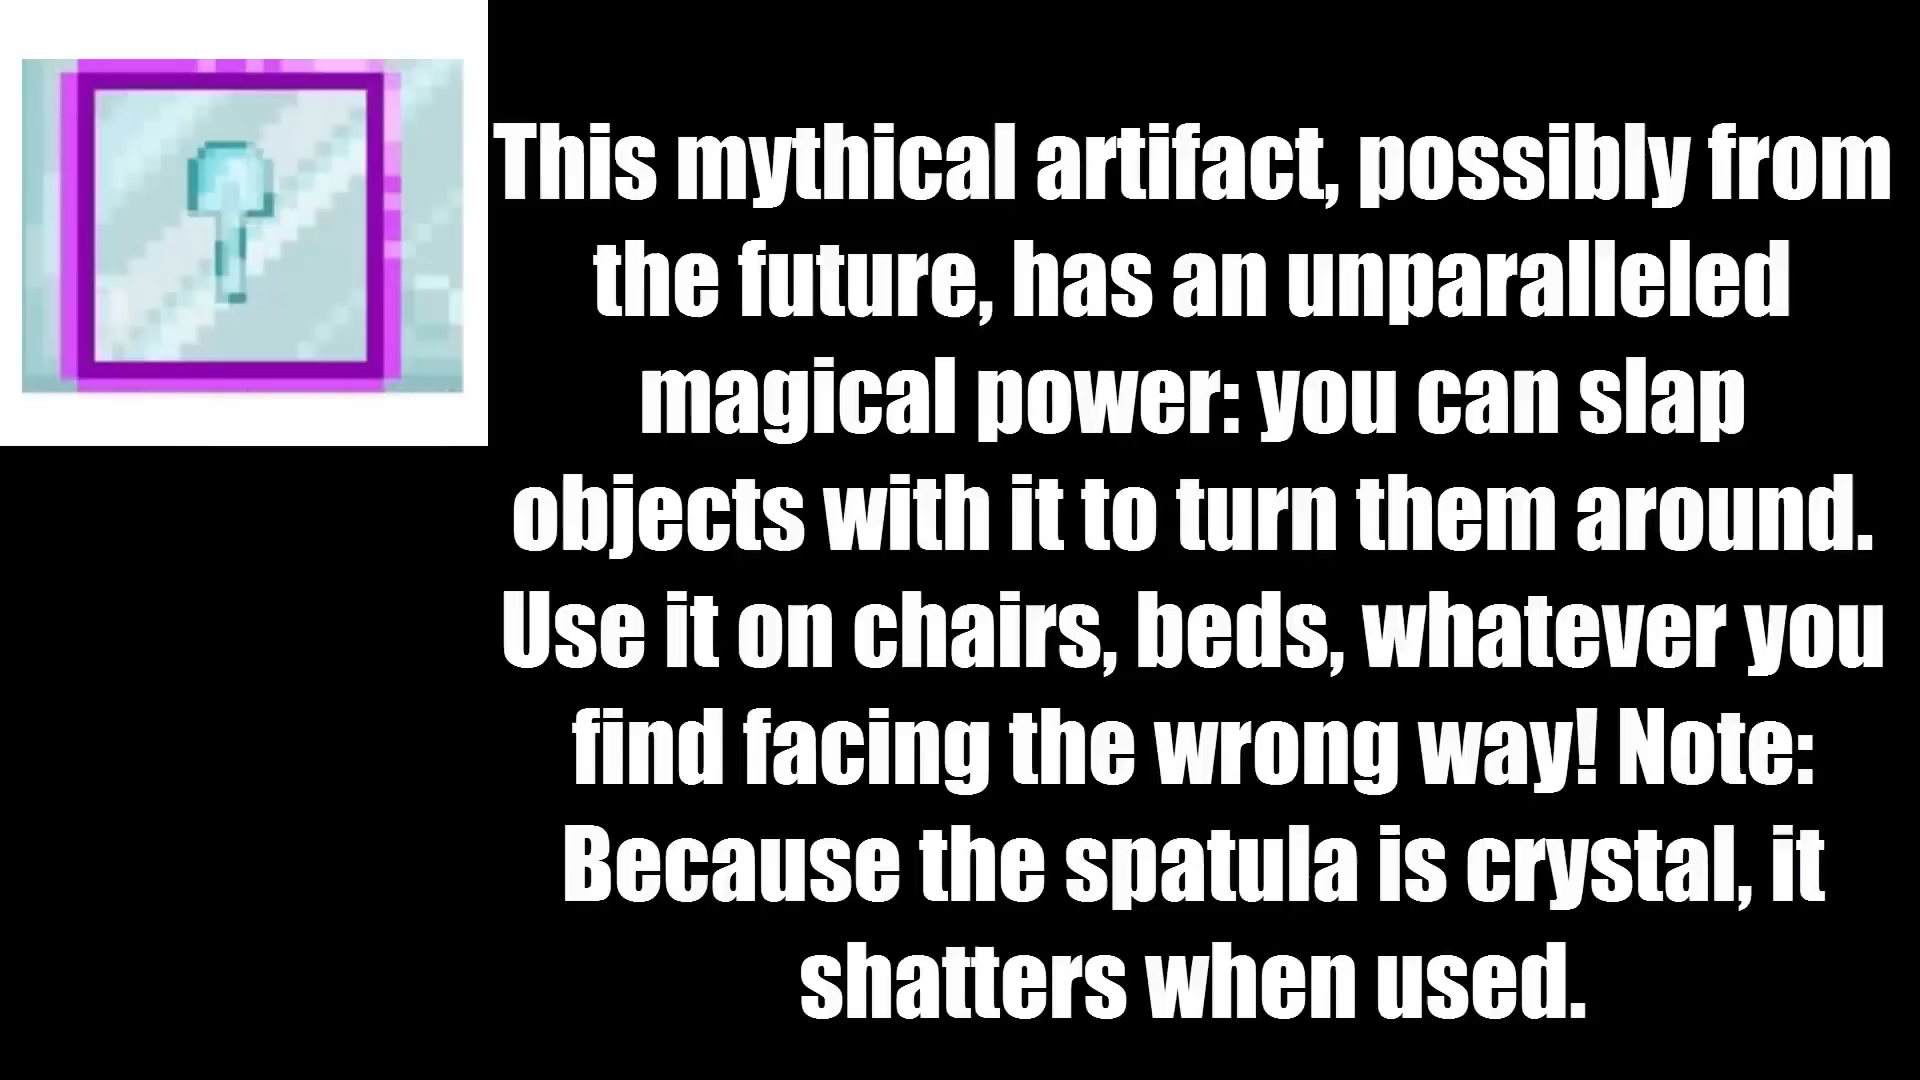 This mythical artifact, possibly from
the future, has an unparalleled
magical power: you can slap
objects with it to turn them around.
Use it on chairs, beds, whatever you
find facing the wrong way! Note:
Because the spatula is crystal, it
shatters when used.